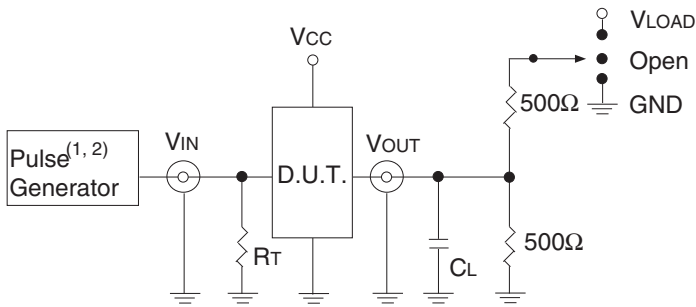 VLOAD
VCC
Open
500Ω
GND
Pulse(1, 2)
Generator
VIN
D.U.T.
VOUT
RT
CL
500Ω